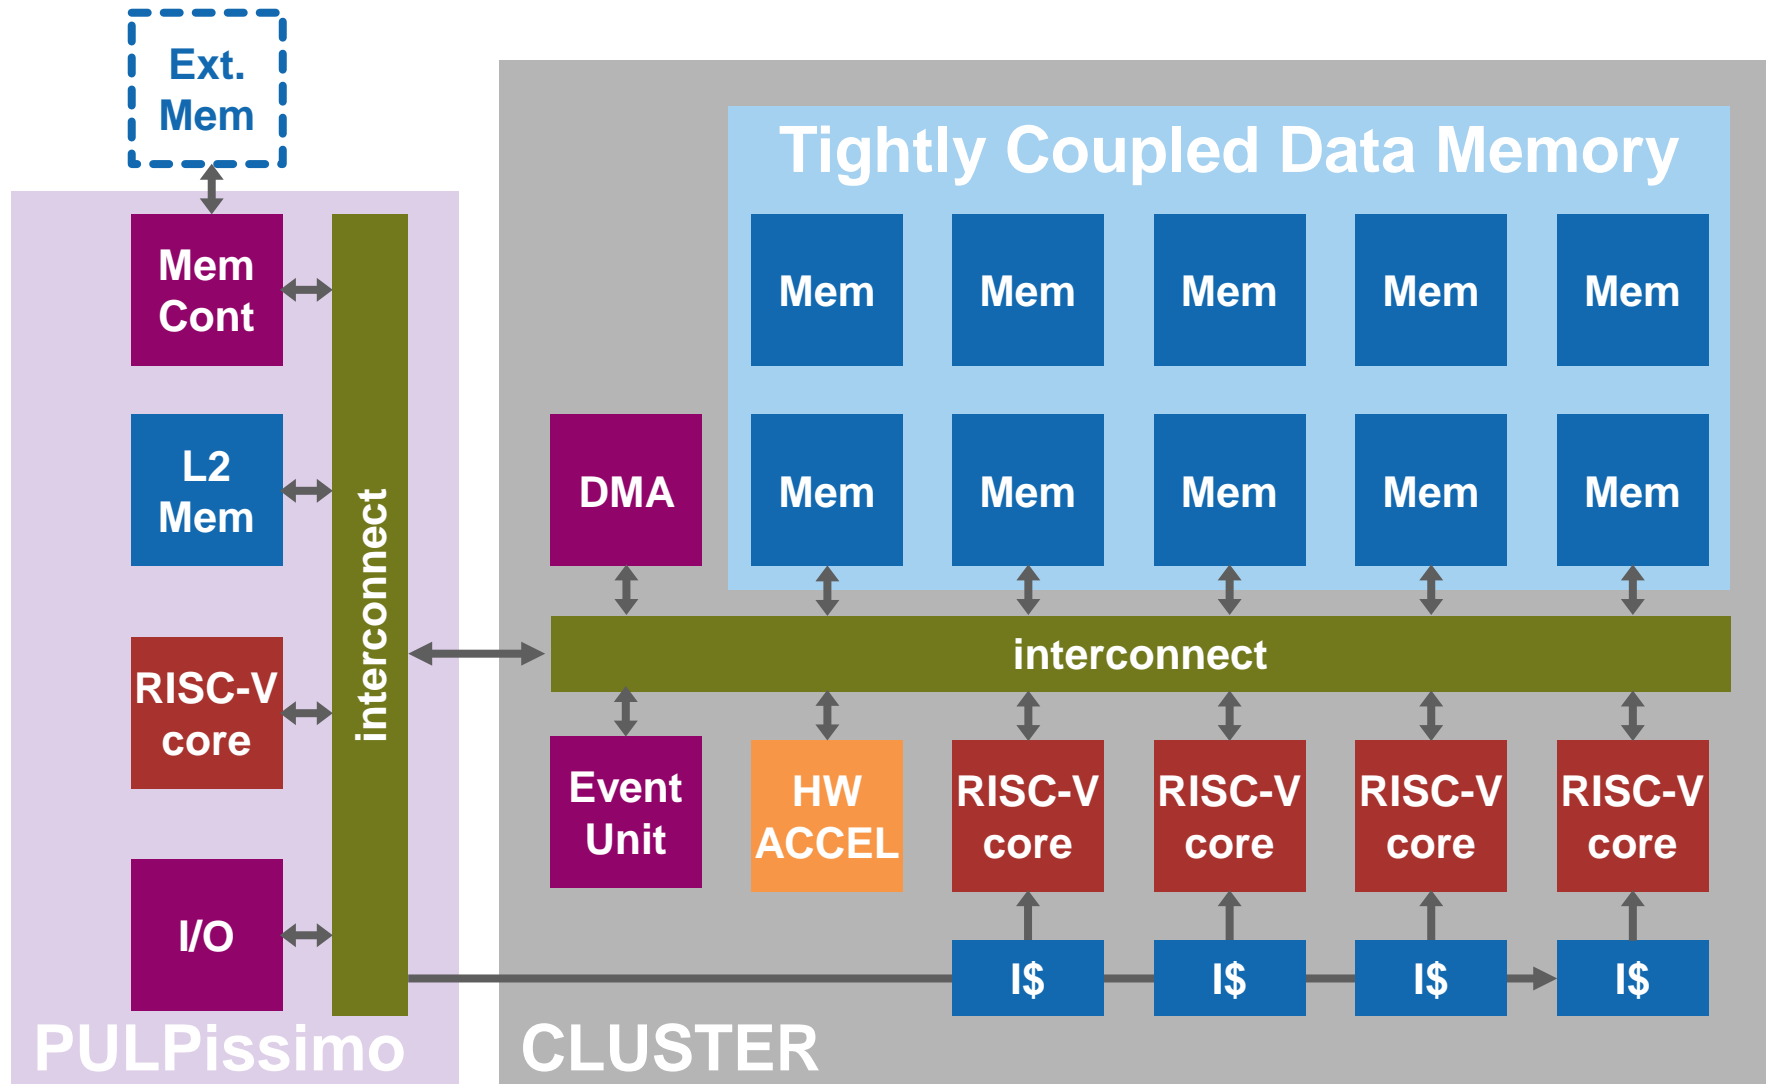 Ext.
Mem
Mem
Cont
L2
Mem
RISC-V
core
I/O
interconnect
PULPissimo
Tightly Coupled Data Memory
Mem Mem Mem Mem Mem
DMA Mem Mem Mem Mem Mem
interconnect
Event
Unit
HW
ACCEL
RISC-V
core
RISC-V
core
RISC-V
core
RISC-V
core
I$ I$ I$ I$
CLUSTER